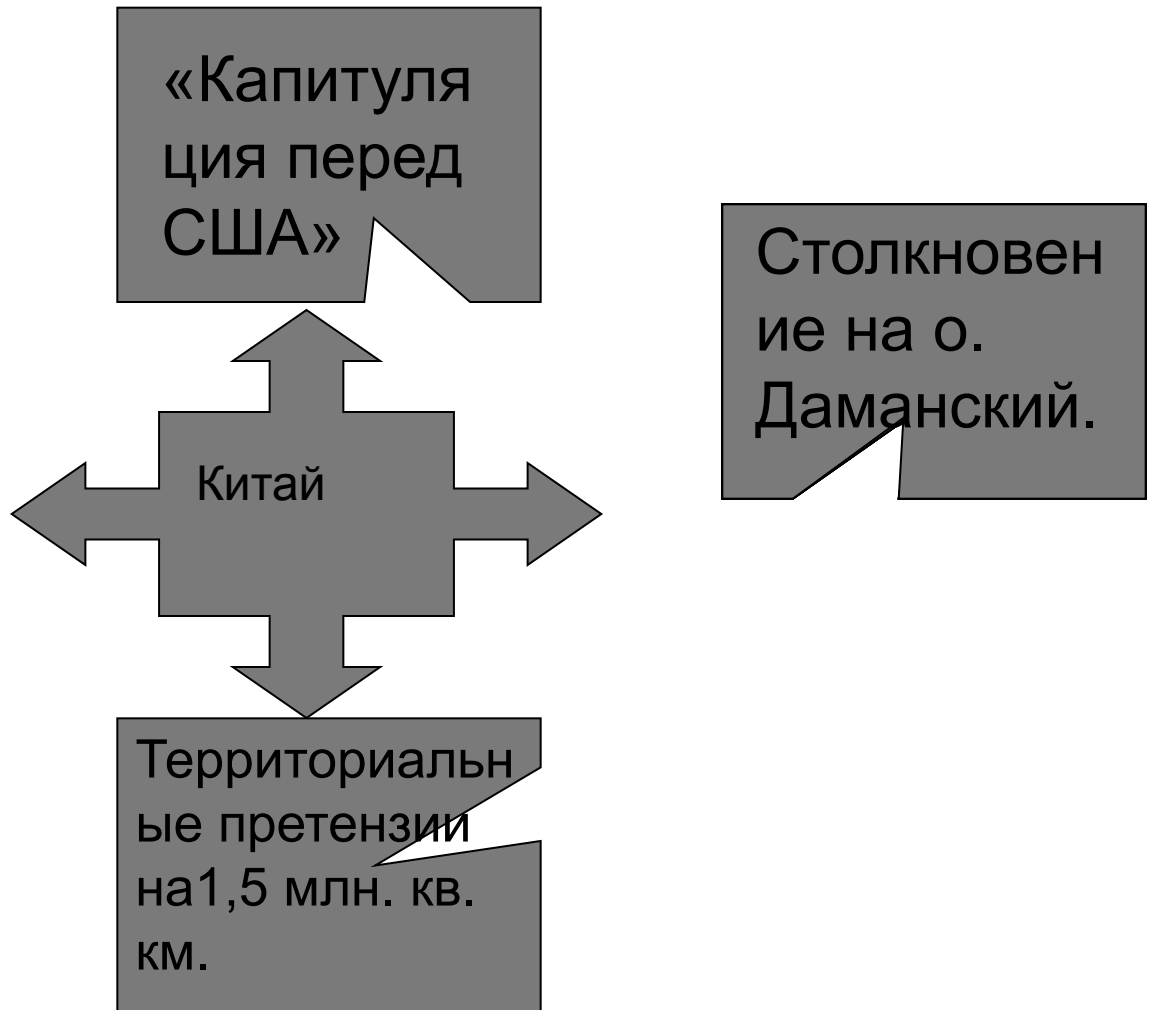 «Капитуля
ция перед
США»
Столкновен
ие на о.
Даманский.
Китай
Территориальн
ые претензии
на1,5 млн. кв.
км.